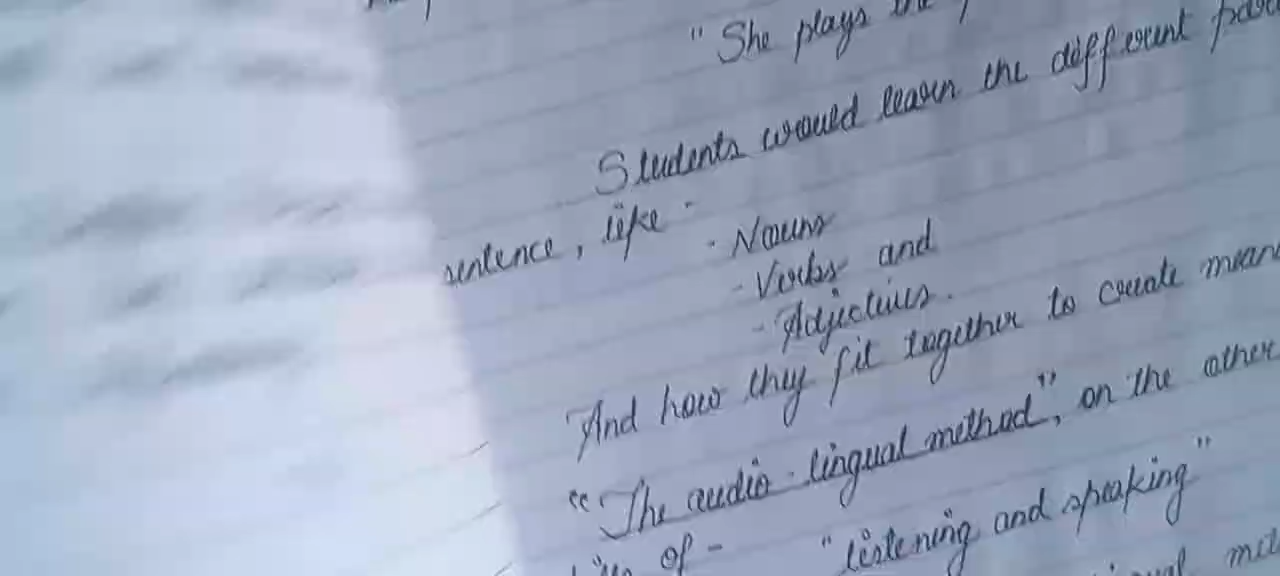 "She plays
Students would learn the different
sentence, like -
- Nouns
- Verbs and
- Adjectives.
And how they fit together to create
"The audio-lingual method", on the other
of - "listening and speaking"